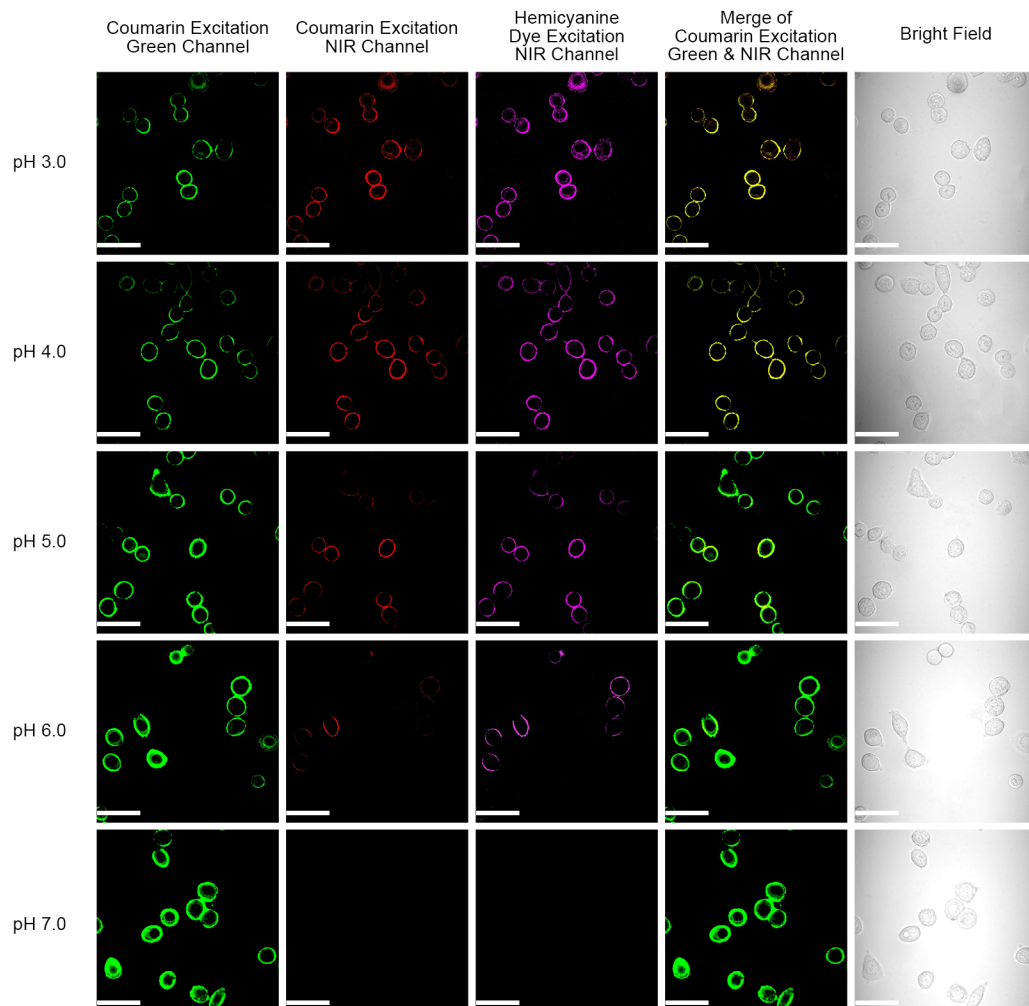 Coumarin Excitation
Green Channel
Coumarin Excitation
NIR Channel
Hemicyanine
Dye Excitation
NIR Channel
Merge of
Coumarin Excitation
Green & NIR Channel
Bright Field
pH 3.0
pH 4.0
pH 5.0
pH 6.0
pH 7.0